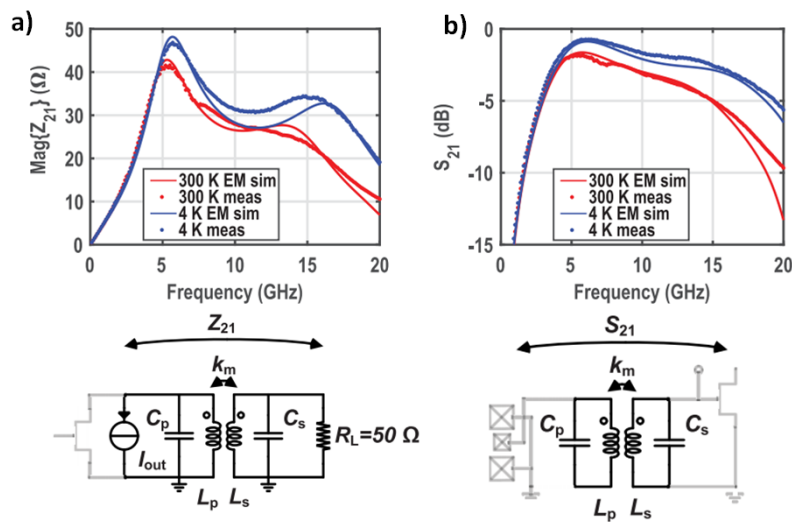 a)
50
40
30
20
10
0
Mag{Z21} (Ω)
300 K EM sim
300 K meas
4 K EM sim
4 K meas
0 5 10 15 20
Frequency (GHz)
Z21
km
Cp
Cs
Iout
RL=50 Ω
Lp Ls
b)
0
-5
-10
-15
S21 (dB)
300 K EM sim
300 K meas
4 K EM sim
4 K meas
0 5 10 15 20
Frequency (GHz)
S21
km
Cp
Cs
Lp Ls